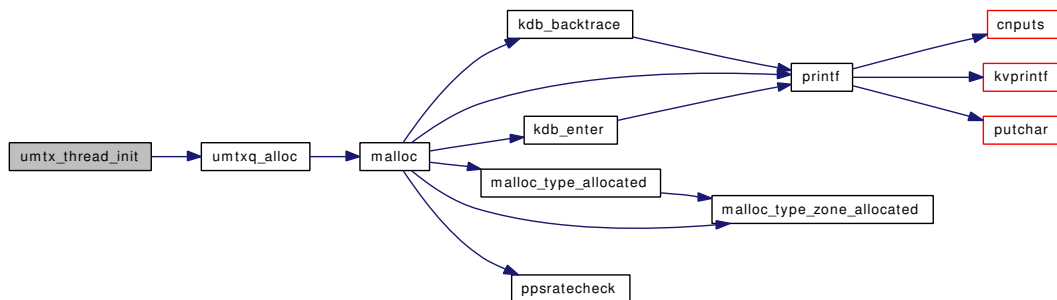 umtx_thread_init
umtxq_alloc
malloc
kdb_backtrace
printf
cnputs
kvprintf
putchar
kdb_enter
malloc_type_allocated
malloc_type_zone_allocated
ppsratecheck